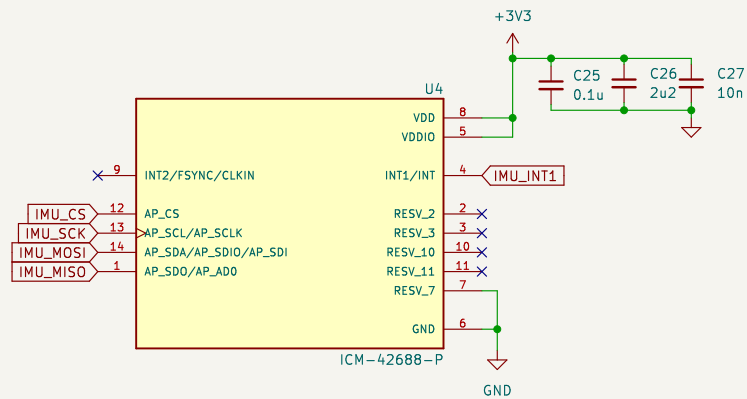 +3V3
C25
0.1u
C26
2u2
C27
10n
U4
VDD 8
VDDIO 5
9 INT2/FSYNC/CLKIN
INT1/INT 4 IMU_INT1
IMU_CS 12 AP_CS
RESV_2 2
IMU_SCK 13 AP_SCL/AP_SCLK
RESV_3 3
IMU_MOSI 14 AP_SDA/AP_SDIO/AP_SDI
RESV_10 10
IMU_MISO 1 AP_SDO/AP_AD0
RESV_11 11
RESV_7 7
GND 6
ICM-42688-P
GND